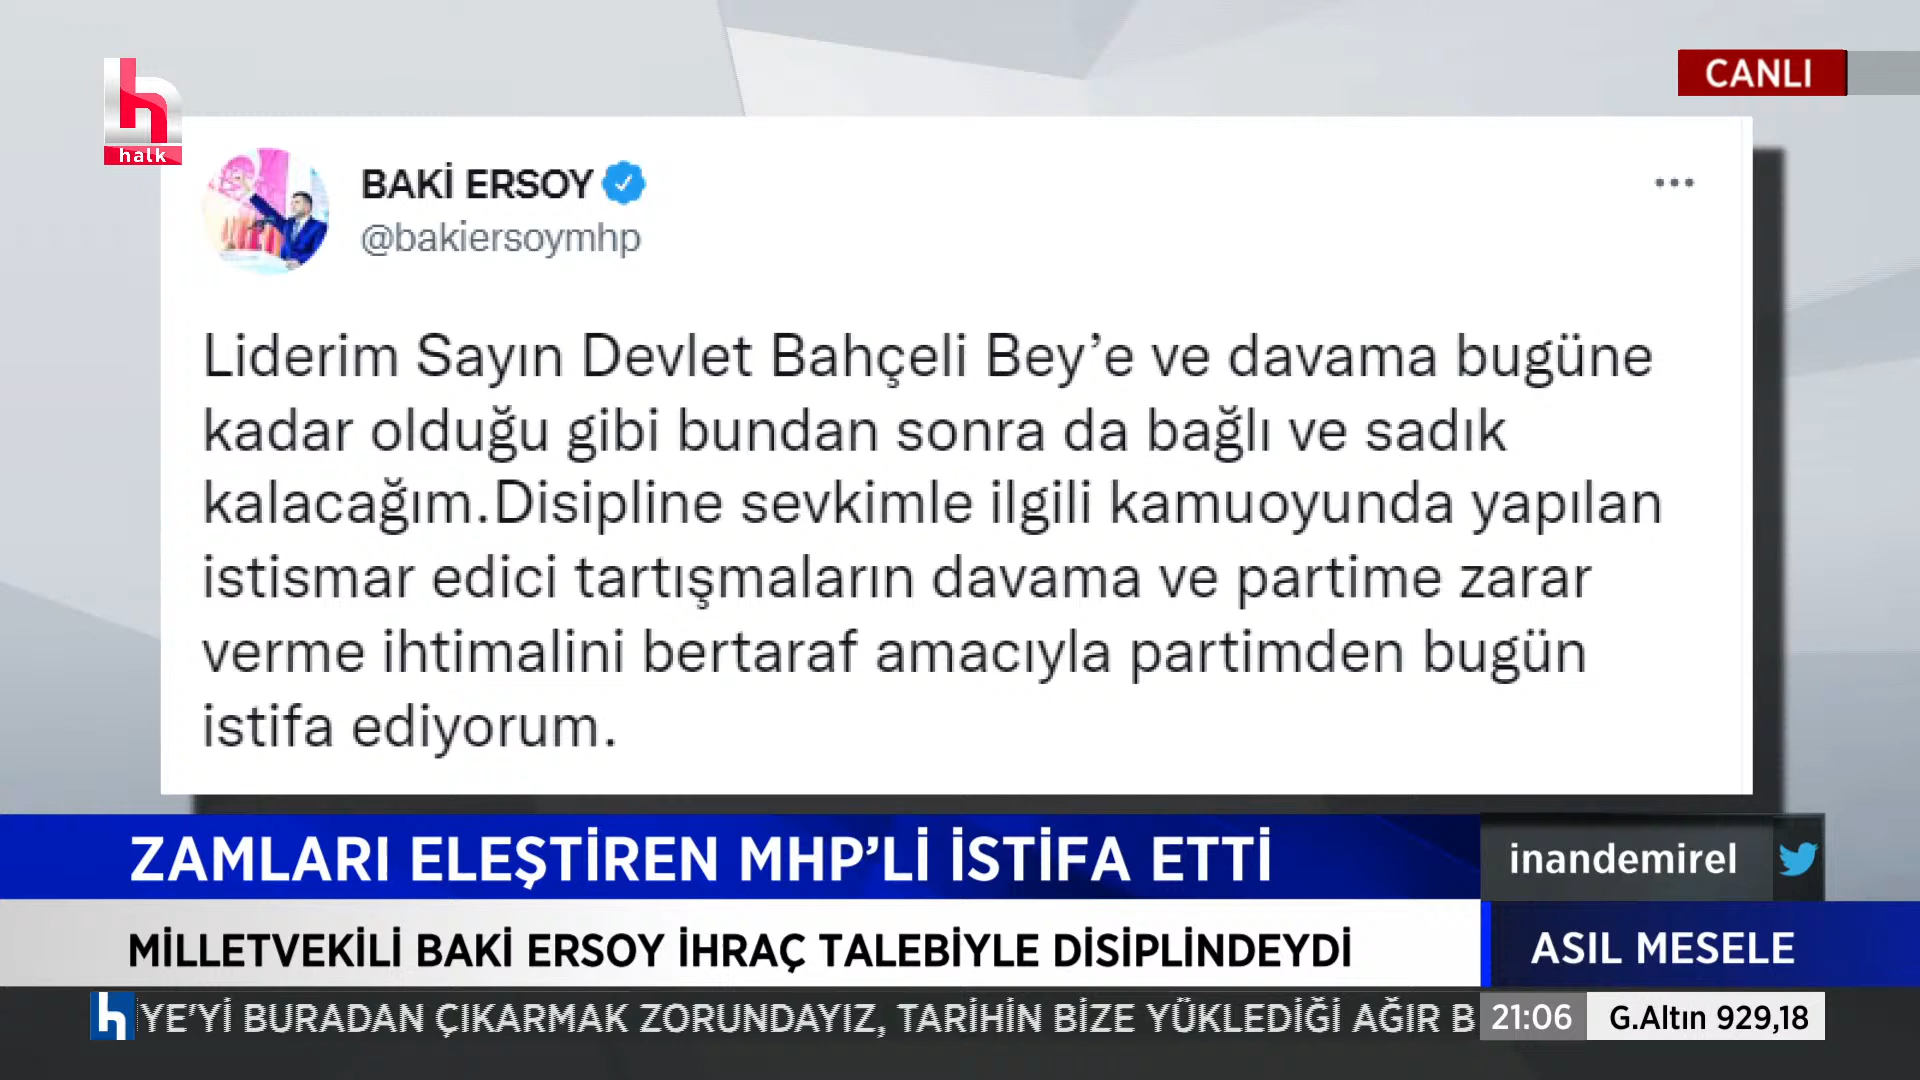 halk
CANLI
BAKİ ERSOY
@bakiersoymhp
Liderim Sayın Devlet Bahçeli Bey’e ve davama bugüne
kadar olduğu gibi bundan sonra da bağlı ve sadık
kalacağım.Disipline sevkimle ilgili kamuoyunda yapılan
istismar edici tartışmaların davama ve partime zarar
verme ihtimalini bertaraf amacıyla partimden bugün
istifa ediyorum.
ZAMLARI ELEŞTİREN MHP’Lİ İSTİFA ETTİ
inandemirel
MİLLETVEKİLİ BAKİ ERSOY İHRAÇ TALEBİYLE DİSİPLİNDEYDİ
ASIL MESELE
YE’Yİ BURADAN ÇIKARMAK ZORUNDAYIZ, TARİHİN BİZE YÜKLEDİĞİ AĞIR B
21:06
G.Altın 929,18